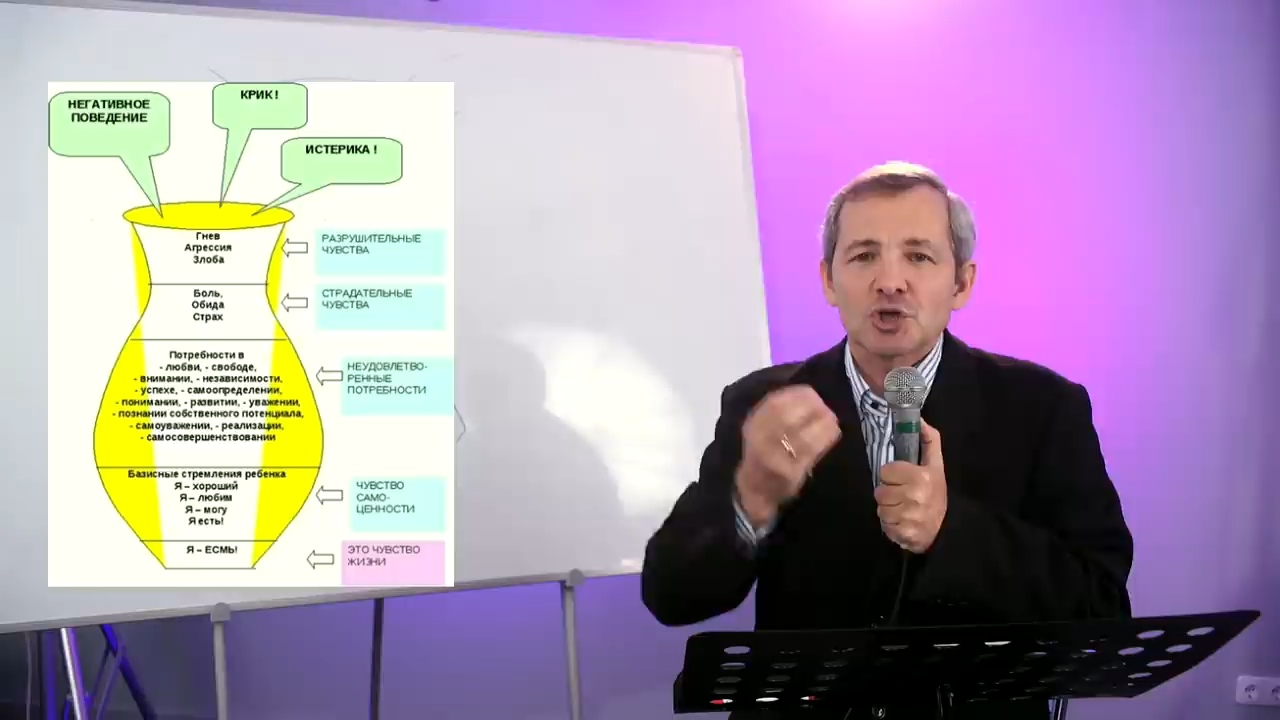 НЕГАТИВНОЕ
ПОВЕДЕНИЕ
КРИК !
ИСТЕРИКА !
Гнев
Агрессия
Злоба
РАЗРУШИТЕЛЬНЫЕ
ЧУВСТВА
Боль,
Обида
Страх
СТРАДАТЕЛЬНЫЕ
ЧУВСТВА
Потребности в
- любви, - свободе,
- внимании, - независимости,
- успехе, - самоопределении,
- понимании, - развитии, - уважении,
- познании собственного потенциала,
- самоуважении, - реализации,
- самосовершенствовании
НЕУДОВЛЕТВО-
РЕННЫЕ
ПОТРЕБНОСТИ
Базисные стремления ребенка
Я – хороший
Я – любим
Я – могу
Я есть!
ЧУВСТВО
САМО-
ЦЕННОСТИ
Я – ЕСМЬ!
ЭТО ЧУВСТВО
ЖИЗНИ